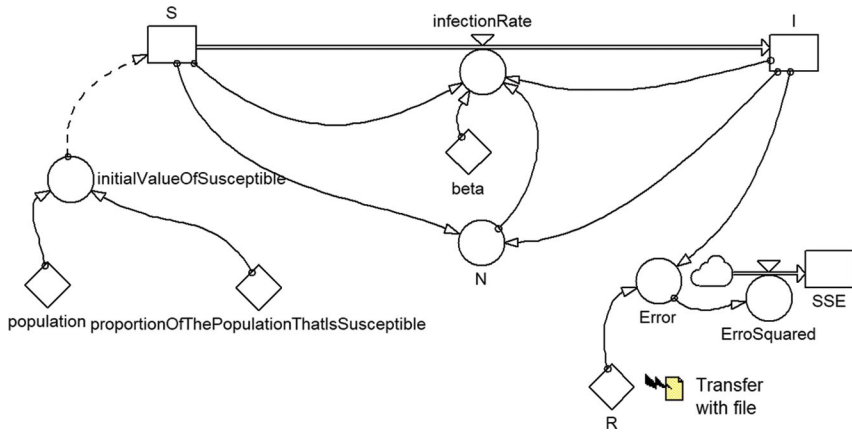 S
infectionRate
I
initialValueOfSusceptible
beta
N
population
proportionOfThePopulationThatIsSusceptible
Error
ErroSquared
SSE
R
Transfer
with file